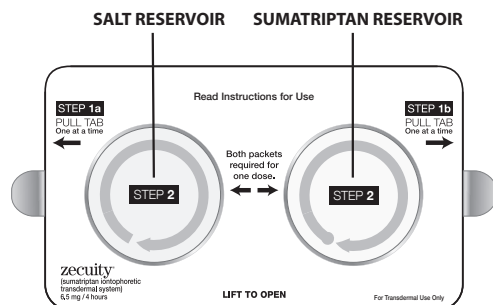 SALT RESERVOIR
SUMATRIPTAN RESERVOIR
Read Instructions for Use
STEP 1a
PULL TAB
One at a time
STEP 1b
PULL TAB
One at a time
Both packets
required for
one dose.
STEP 2
STEP 2
zecuity™
(sumatriptan iontophoretic
transdermal system)
6.5 mg / 4 hours
LIFT TO OPEN
For Transdermal Use Only